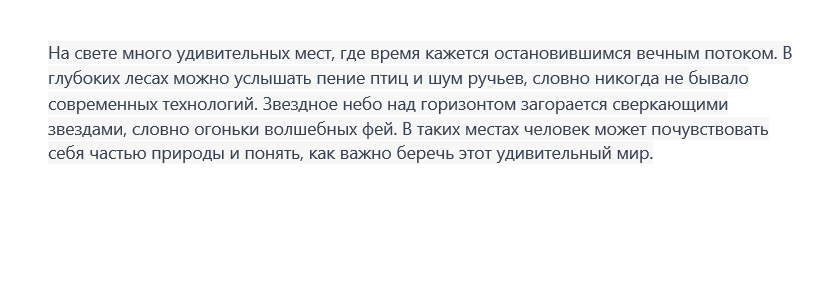 На свете много удивительных мест, где время кажется остановившимся вечным потоком. В
глубоких лесах можно услышать пение птиц и шум ручьев, словно никогда не бывало
современных технологий. Звездное небо над горизонтом загорается сверкающими
звездами, словно огоньки волшебных фей. В таких местах человек может почувствовать
себя частью природы и понять, как важно беречь этот удивительный мир.